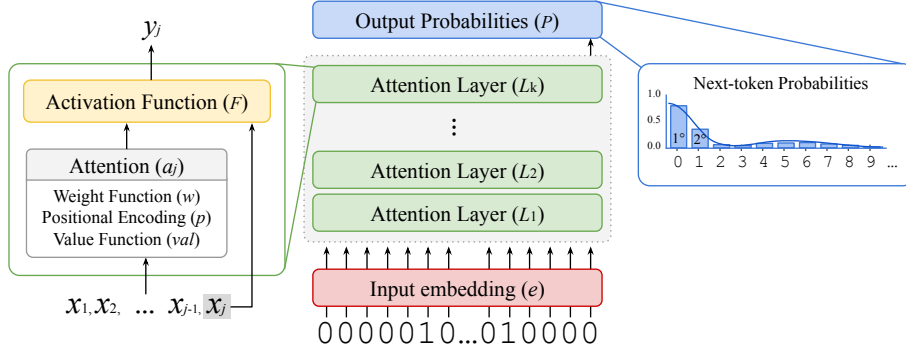 Output Probabilities (P)
y_j
Activation Function (F)
Attention (a_j)
Weight Function (w)
Positional Encoding (p)
Value Function (val)
x_1, x_2, ... x_{j-1}, x_j
Attention Layer (L_k)
⋮
Attention Layer (L_2)
Attention Layer (L_1)
Input embedding (e)
0000010...010000
Next-token Probabilities
1.0
0.5
0.0
1° 2°
0 1 2 3 4 5 6 7 8 9 ...